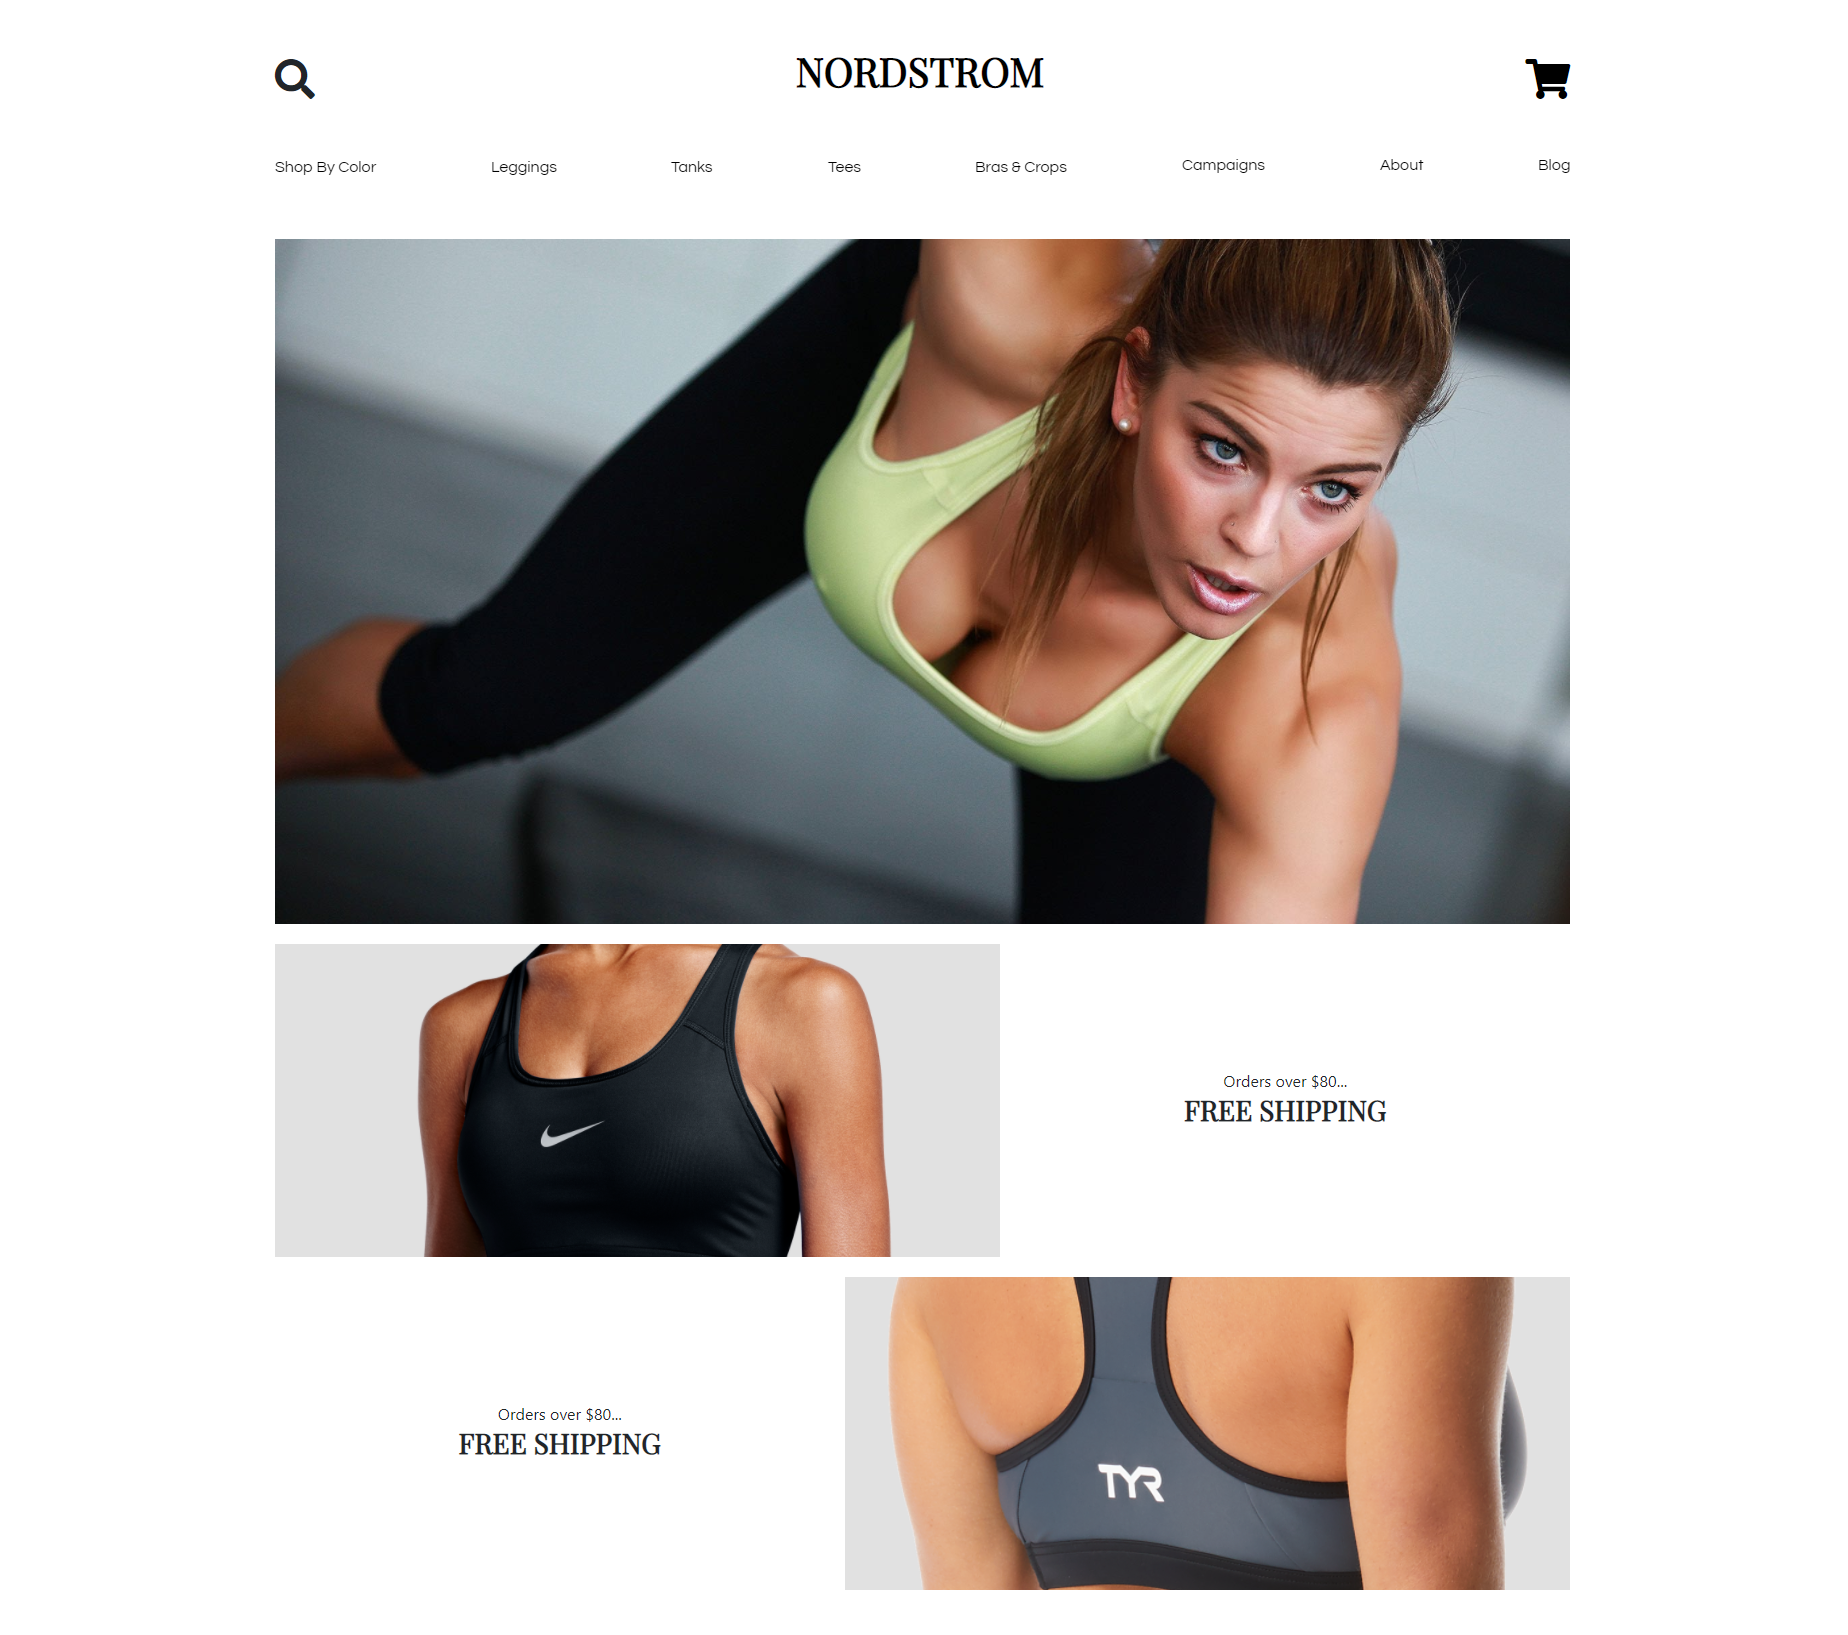 NORDSTROM
Shop By Color Leggings Tanks Tees Bras & Crops Campaigns About Blog
Orders over $80...
FREE SHIPPING
Orders over $80...
FREE SHIPPING
TYR